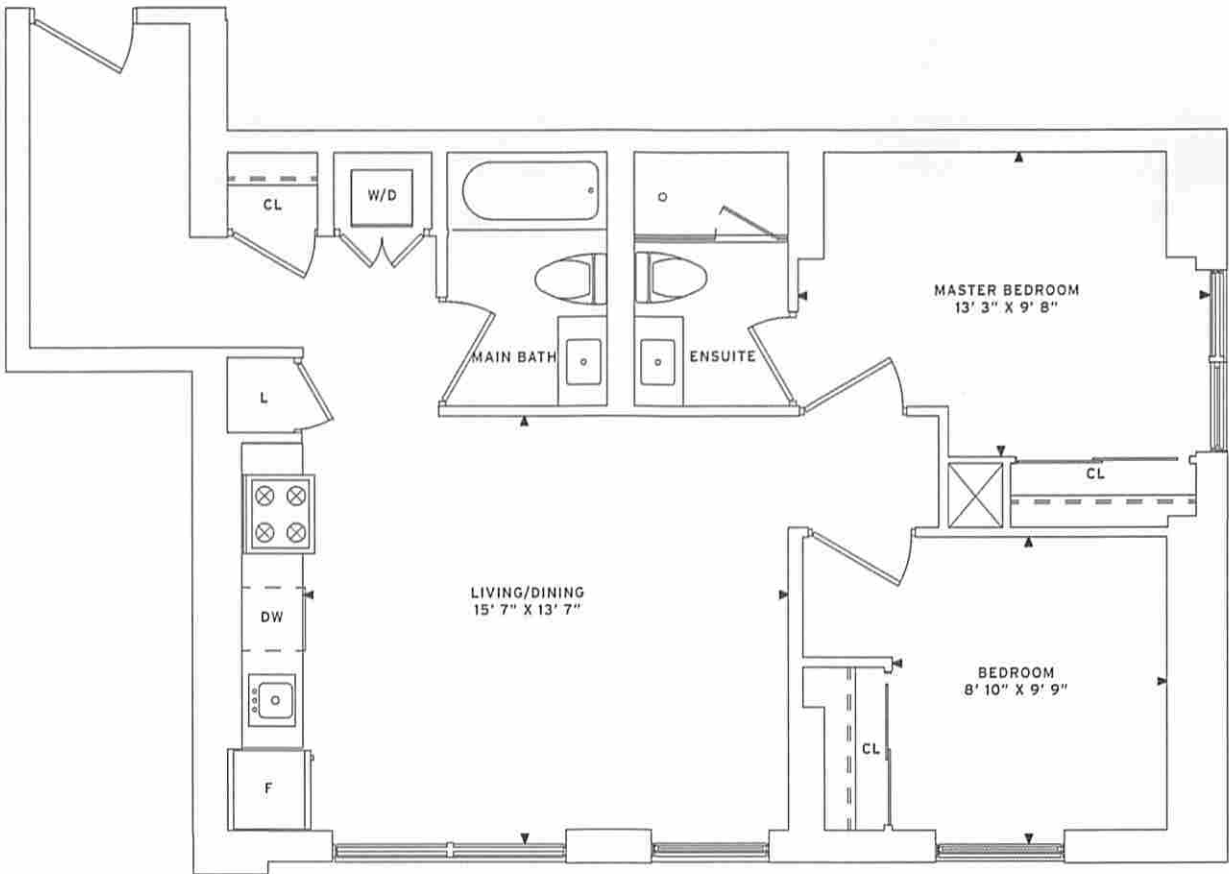 CL
W/D
MASTER BEDROOM
13' 3" X 9' 8"
MAIN BATH
ENSUITE
L
CL
LIVING/DINING
15' 7" X 13' 7"
DW
BEDROOM
8' 10" X 9' 9"
CL
F